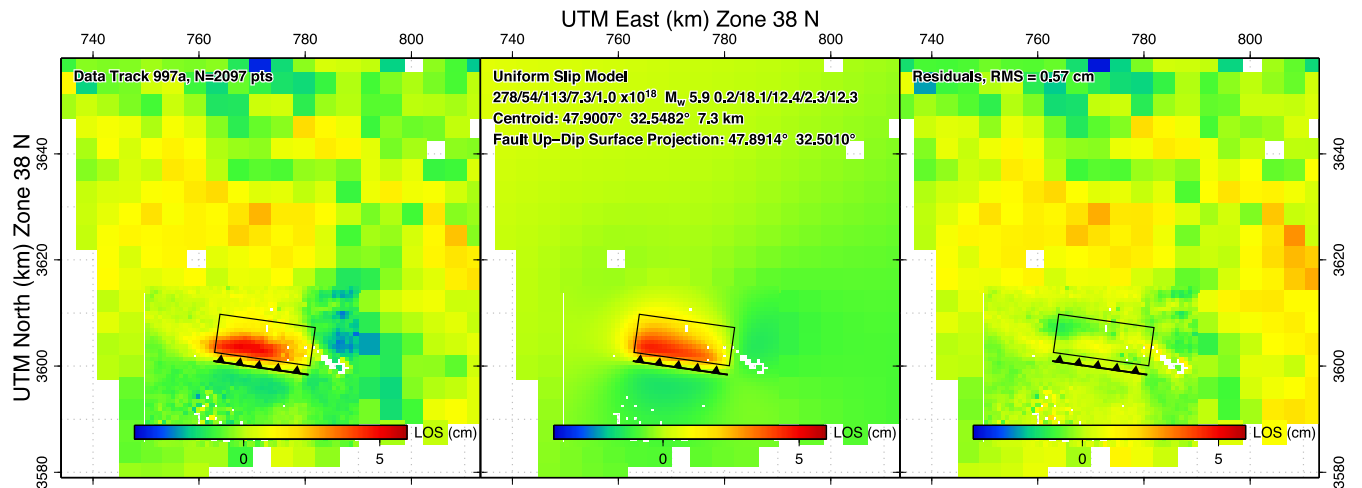 UTM East (km) Zone 38 N
740 760 780 800 740 760 780 800 740 760 780 800
Data Track 997a, N=2097 pts
Uniform Slip Model
278/54/113/7.3/1.0 x10¹⁸ Mw 5.9 0.2/18.1/12.4/2.3/12.3
Centroid: 47.9007° 32.5482° 7.3 km
Fault Up–Dip Surface Projection: 47.8914° 32.5010°
Residuals, RMS = 0.57 cm
UTM North (km) Zone 38 N
3640
3620
3600
3580
3640
3620
3600
3580
LOS (cm)
0 5
LOS (cm)
0 5
LOS (cm)
0 5